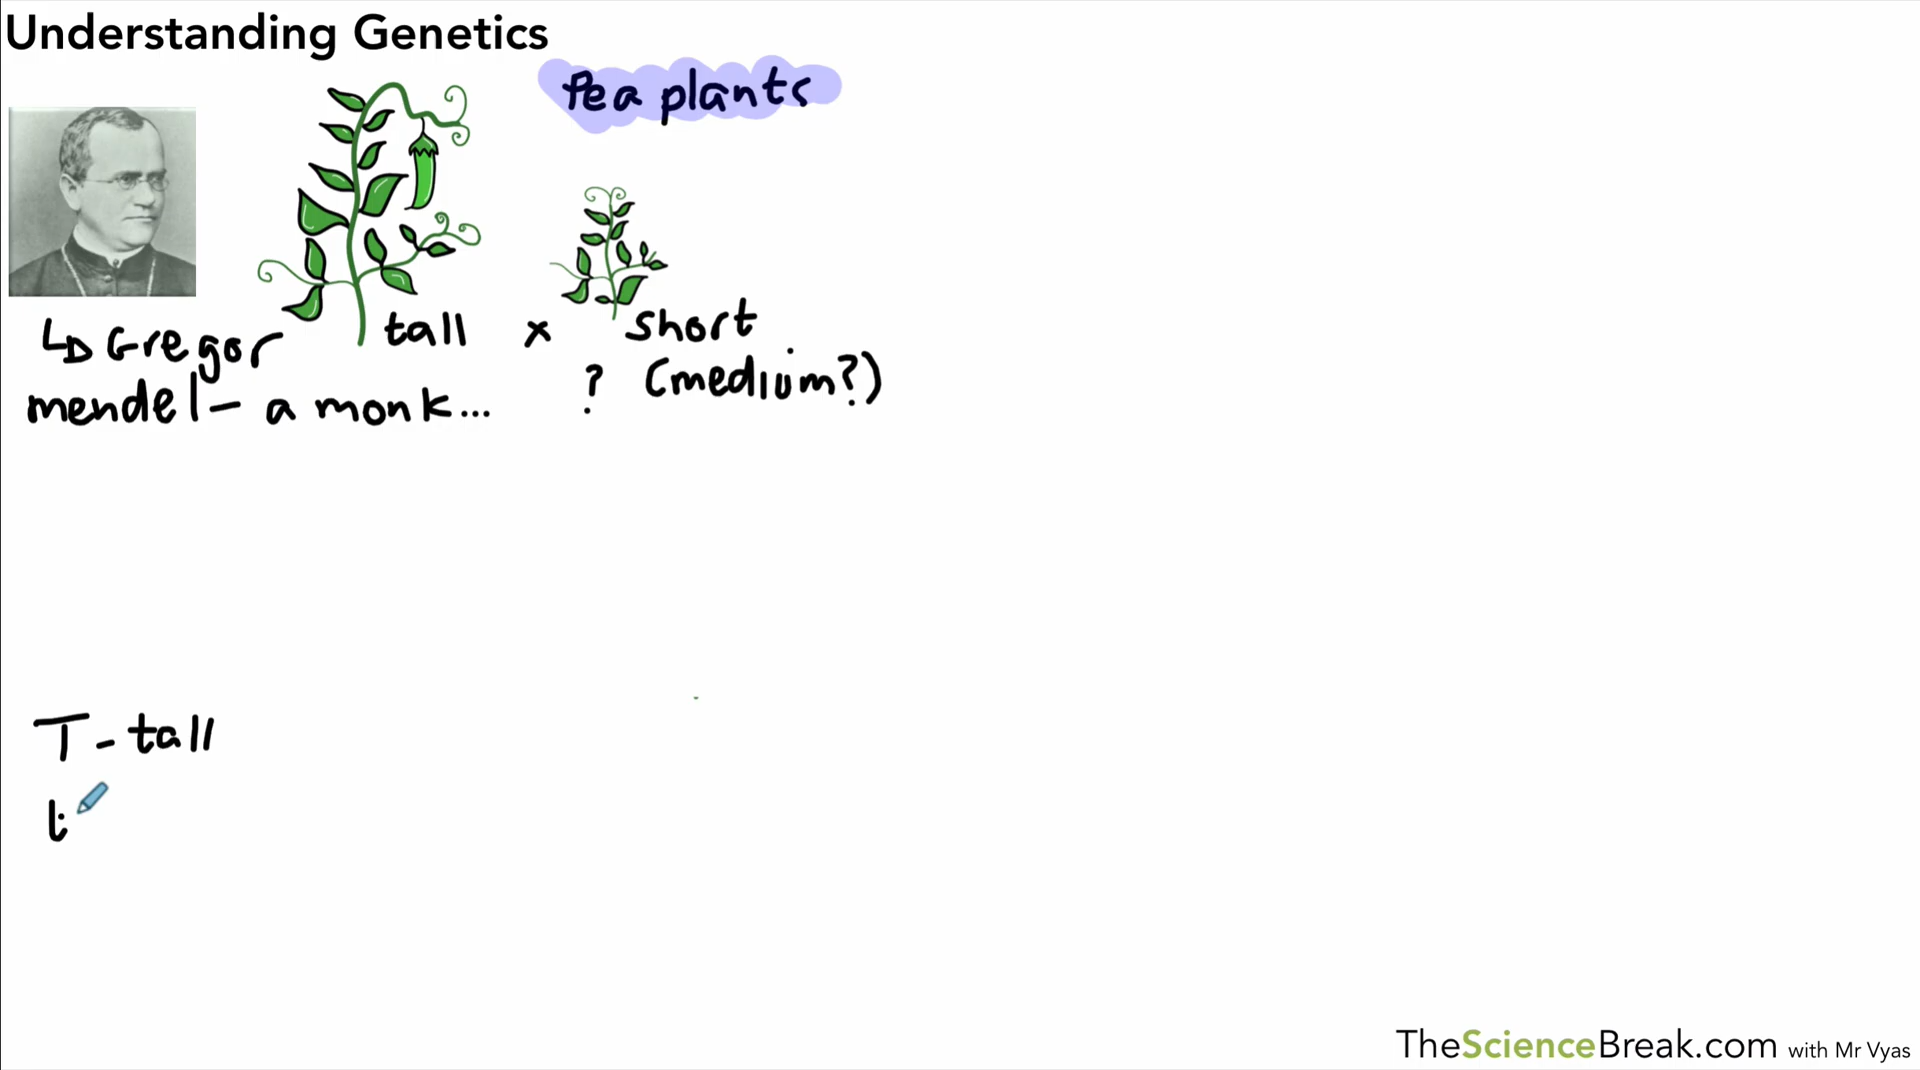 Understanding Genetics
Pea plants
↳ Gregor
mendel - a monk...
tall x short
? (medium?)
T - tall
t
TheScienceBreak.com with Mr Vyas